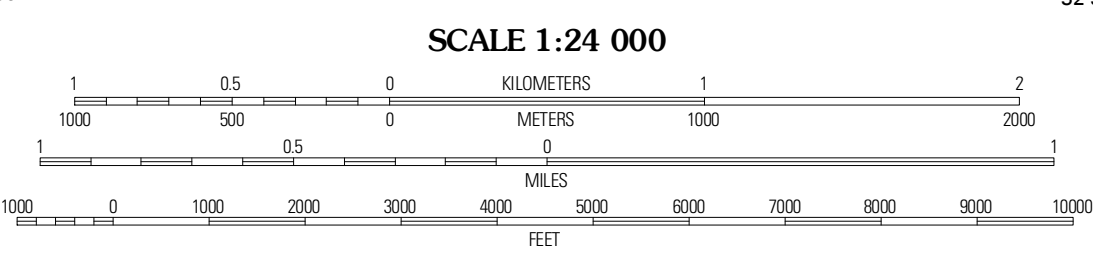 SCALE 1:24 000
1 0.5 0 KILOMETERS 1 2
1000 500 0 METERS 1000 2000
1 0.5 0 1
MILES
1000 0 1000 2000 3000 4000 5000 6000 7000 8000 9000 10000
FEET